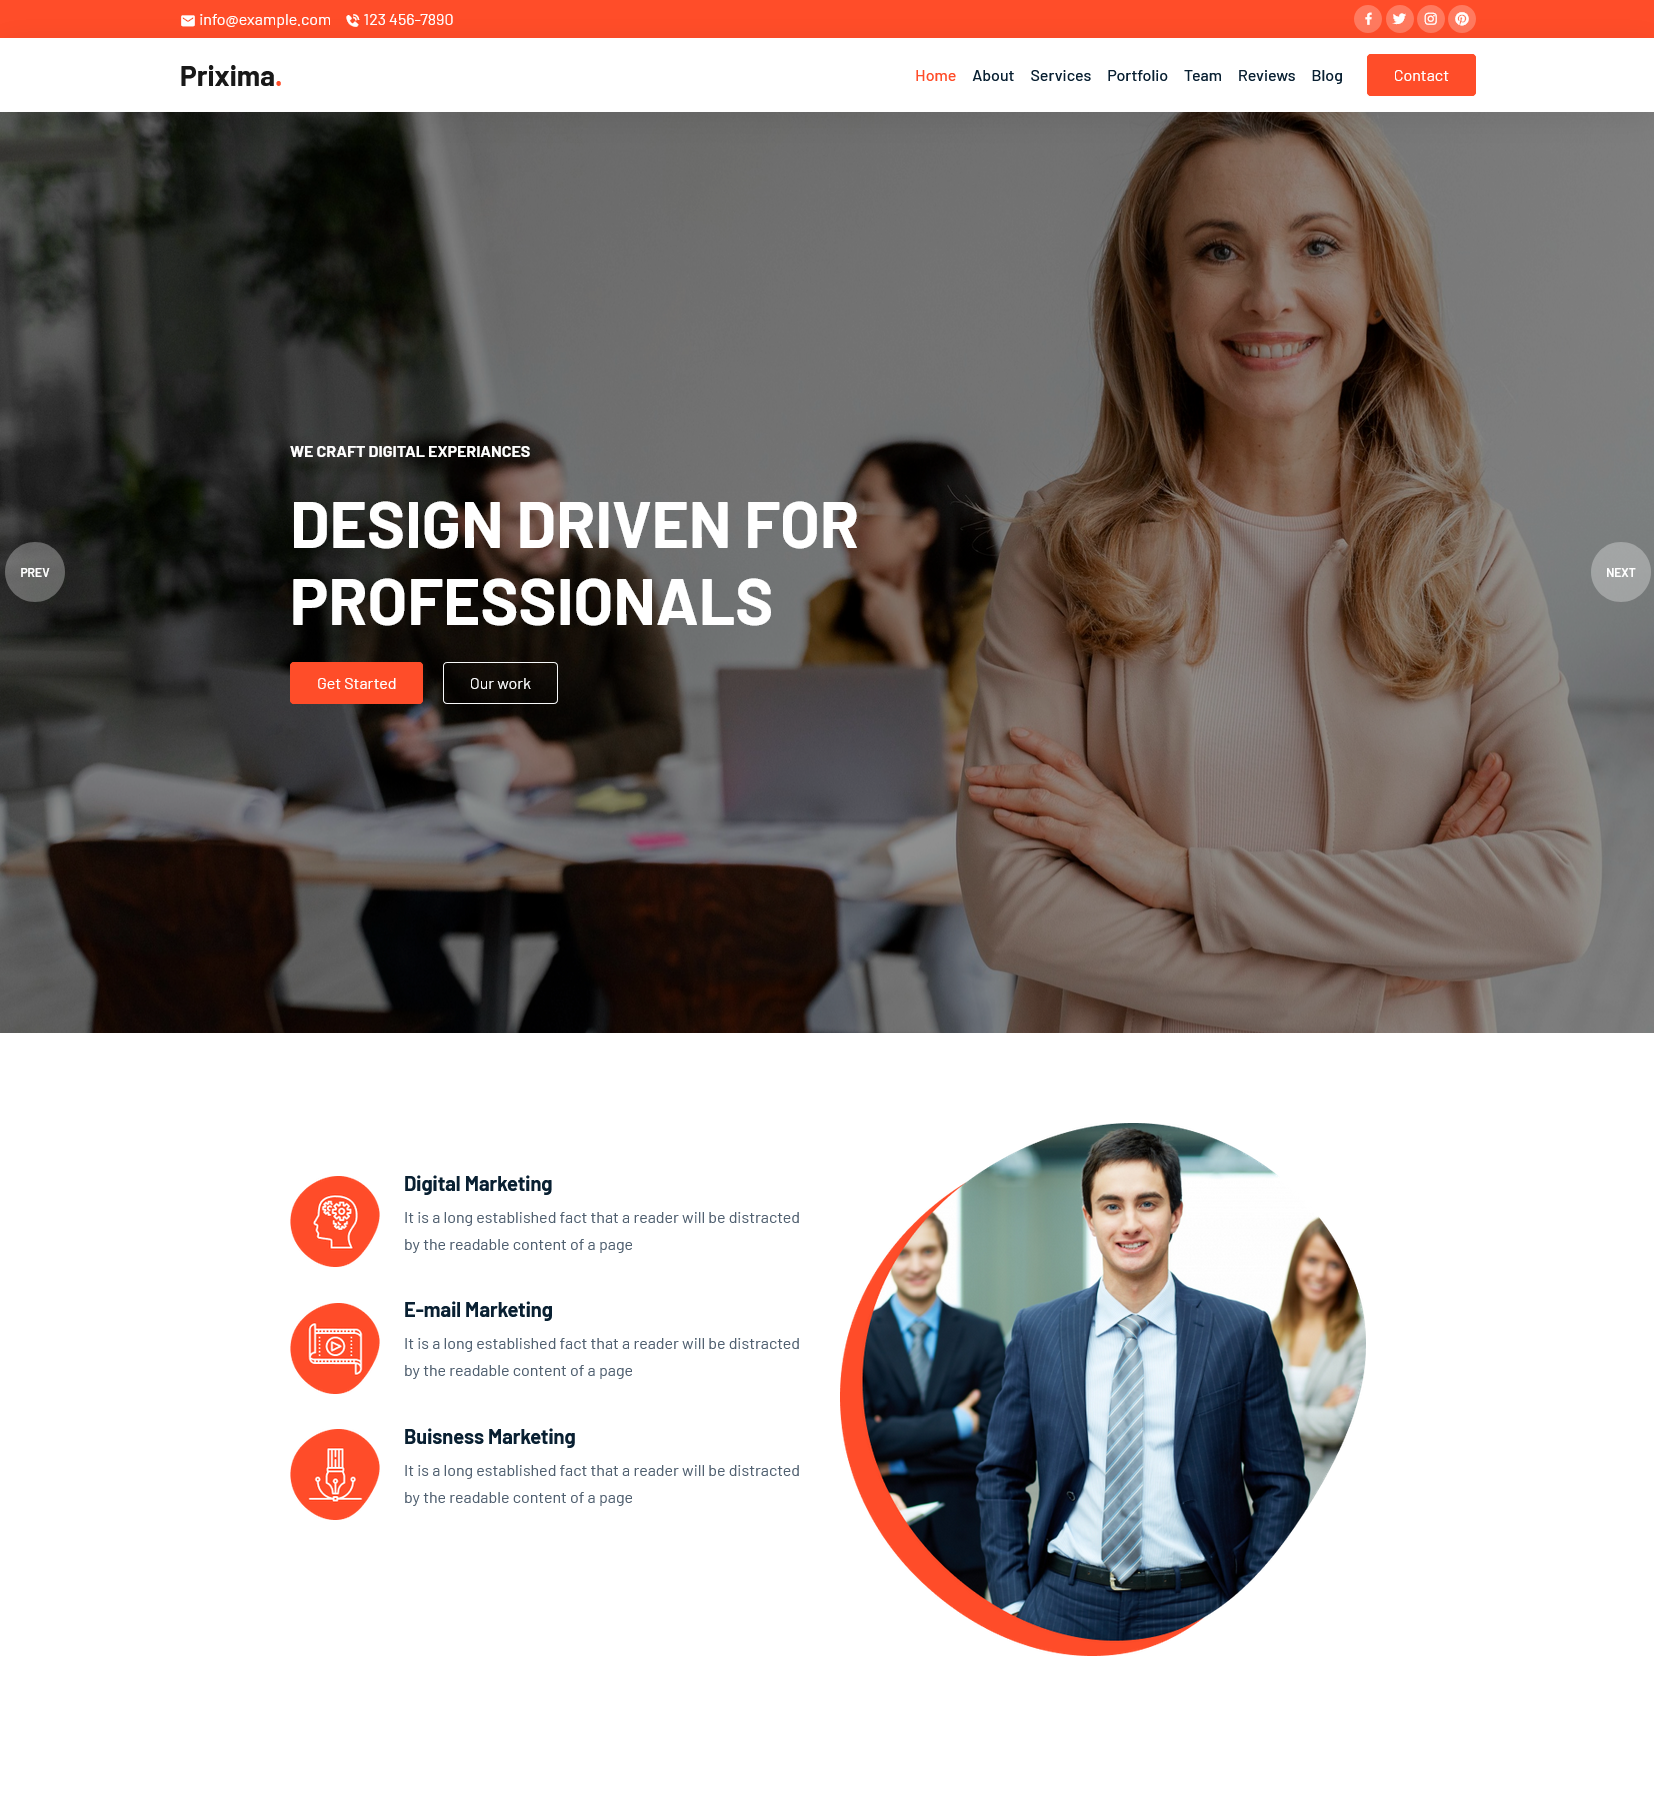 info@example.com 123 456-7890
Prixima.
Home About Services Portfolio Team Reviews Blog Contact
WE CRAFT DIGITAL EXPERIANCES
DESIGN DRIVEN FOR
PROFESSIONALS
PREV
NEXT
Get Started Our work
Digital Marketing
It is a long established fact that a reader will be distracted
by the readable content of a page
E-mail Marketing
It is a long established fact that a reader will be distracted
by the readable content of a page
Buisness Marketing
It is a long established fact that a reader will be distracted
by the readable content of a page